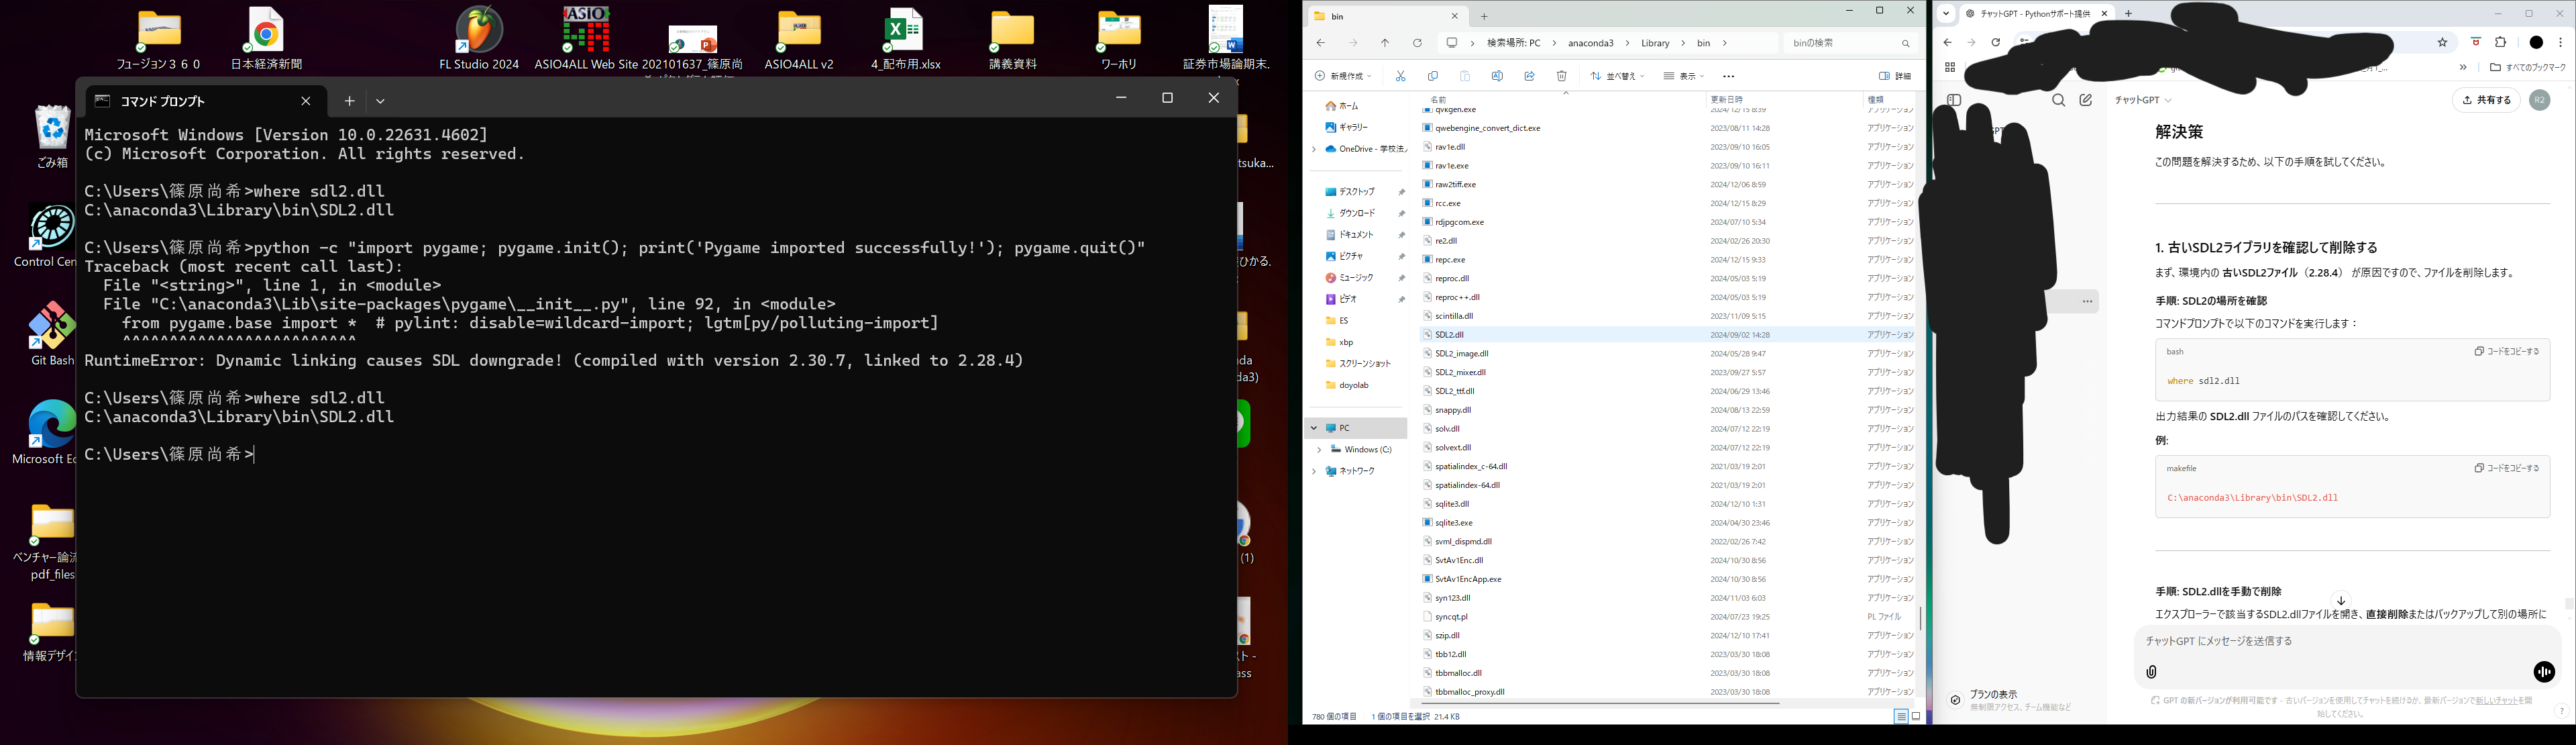 フュージョン３６０
日本経済新聞
FL Studio 2024
ASIO4ALL Web Site
202101637_篠原尚
ASIO4ALL v2
4_配布用.xlsx
講義資料
ワーホリ
証券市場論期末.
ごみ箱
Control Cen
Git Bash
Microsoft Ed
ベンチャー論済
pdf_files
情報デザイ
tsuka...
びひかる.
da3)
(1)
スト -
ass
コマンド プロンプト
Microsoft Windows [Version 10.0.22631.4602]
(c) Microsoft Corporation. All rights reserved.
C:\Users\篠原尚希>where sdl2.dll
C:\anaconda3\Library\bin\SDL2.dll
C:\Users\篠原尚希>python -c "import pygame; pygame.init(); print('Pygame imported successfully!'); pygame.quit()"
Traceback (most recent call last):
File "<string>", line 1, in <module>
File "C:\anaconda3\Lib\site-packages\pygame\__init__.py", line 92, in <module>
from pygame.base import *  # pylint: disable=wildcard-import; lgtm[py/polluting-import]
^^^^^^^^^^^^^^^^^^^^^^^^^
RuntimeError: Dynamic linking causes SDL downgrade! (compiled with version 2.30.7, linked to 2.28.4)
C:\Users\篠原尚希>where sdl2.dll
C:\anaconda3\Library\bin\SDL2.dll
C:\Users\篠原尚希>
bin
検索場所: PC > anaconda3 > Library > bin >
binの検索
新規作成
並べ替え
表示
詳細
ホーム
ギャラリー
OneDrive - 学校法人
デスクトップ
ダウンロード
ドキュメント
ピクチャ
ミュージック
ビデオ
ES
xbp
スクリーンショット
doyolab
PC
Windows (C:)
ネットワーク
名前 更新日時 種類
qvkgen.exe 2024/12/15 8:39 アプリケーション
qwebengine_convert_dict.exe 2023/08/11 14:28 アプリケーション
rav1e.dll 2023/09/10 16:05 アプリケーション
rav1e.exe 2023/09/10 16:11 アプリケーション
raw2tiff.exe 2024/12/06 8:59 アプリケーション
rcc.exe 2024/12/15 8:29 アプリケーション
rdjpgcom.exe 2024/07/10 5:34 アプリケーション
re2.dll 2024/02/26 20:30 アプリケーション
repc.exe 2024/12/15 9:33 アプリケーション
reproc.dll 2024/05/03 5:19 アプリケーション
reproc++.dll 2024/05/03 5:19 アプリケーション
scintilla.dll 2023/11/09 5:15 アプリケーション
SDL2.dll 2024/09/02 14:28 アプリケーション
SDL2_image.dll 2024/05/28 9:47 アプリケーション
SDL2_mixer.dll 2023/09/27 5:57 アプリケーション
SDL2_ttf.dll 2024/06/29 13:46 アプリケーション
snappy.dll 2024/08/13 22:59 アプリケーション
solv.dll 2024/07/12 22:19 アプリケーション
solvext.dll 2024/07/12 22:19 アプリケーション
spatialindex_c-64.dll 2021/03/19 2:01 アプリケーション
spatialindex-64.dll 2021/03/19 2:01 アプリケーション
sqlite3.dll 2024/12/10 1:31 アプリケーション
sqlite3.exe 2024/04/30 23:46 アプリケーション
svml_dispmd.dll 2022/02/26 7:42 アプリケーション
SvtAv1Enc.dll 2024/10/30 8:56 アプリケーション
SvtAv1EncApp.exe 2024/10/30 8:56 アプリケーション
syn123.dll 2024/11/03 6:03 アプリケーション
syncqt.pl 2024/07/23 19:25 PL ファイル
szip.dll 2024/12/10 17:41 アプリケーション
tbb12.dll 2023/03/30 18:08 アプリケーション
tbbmalloc.dll 2023/03/30 18:08 アプリケーション
tbbmalloc_proxy.dll 2023/03/30 18:08 アプリケーション
780 個の項目 1 個の項目を選択 21.4 KB
チャットGPT - Pythonサポート提供
すべてのブックマーク
チャットGPT
共有する
R2
解決策
この問題を解決するため、以下の手順を試してください。
1. 古いSDL2ライブラリを確認して削除する
まず、環境内の 古いSDL2ファイル（2.28.4） が原因ですので、ファイルを削除します。
手順: SDL2の場所を確認
コマンドプロンプトで以下のコマンドを実行します：
bash コードをコピーする
where sdl2.dll
出力結果の SDL2.dll ファイルのパスを確認してください。
例:
makefile コードをコピーする
C:\anaconda3\Library\bin\SDL2.dll
手順: SDL2.dllを手動で削除
エクスプローラーで該当するSDL2.dllファイルを開き、直接削除またはバックアップして別の場所に
チャットGPT にメッセージを送信する
プランの表示
無制限アクセス、チーム機能など
GPT の新バージョンが利用可能です - 古いバージョンを使用してチャットを続けるか、最新バージョンで新しいチャットを開
始してください。
?